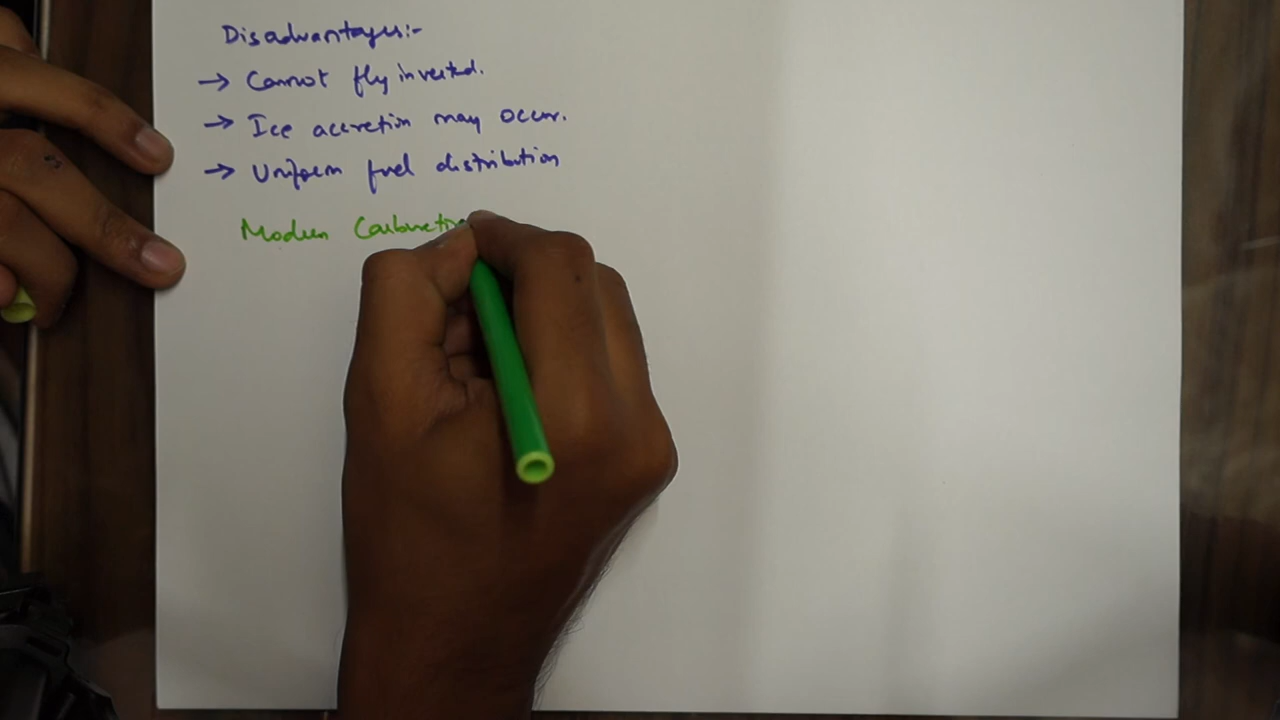 Disadvantages:-
→ Cannot fly inverted.
→ Ice accretion may occur.
→ Uniform fuel distribution
Modern